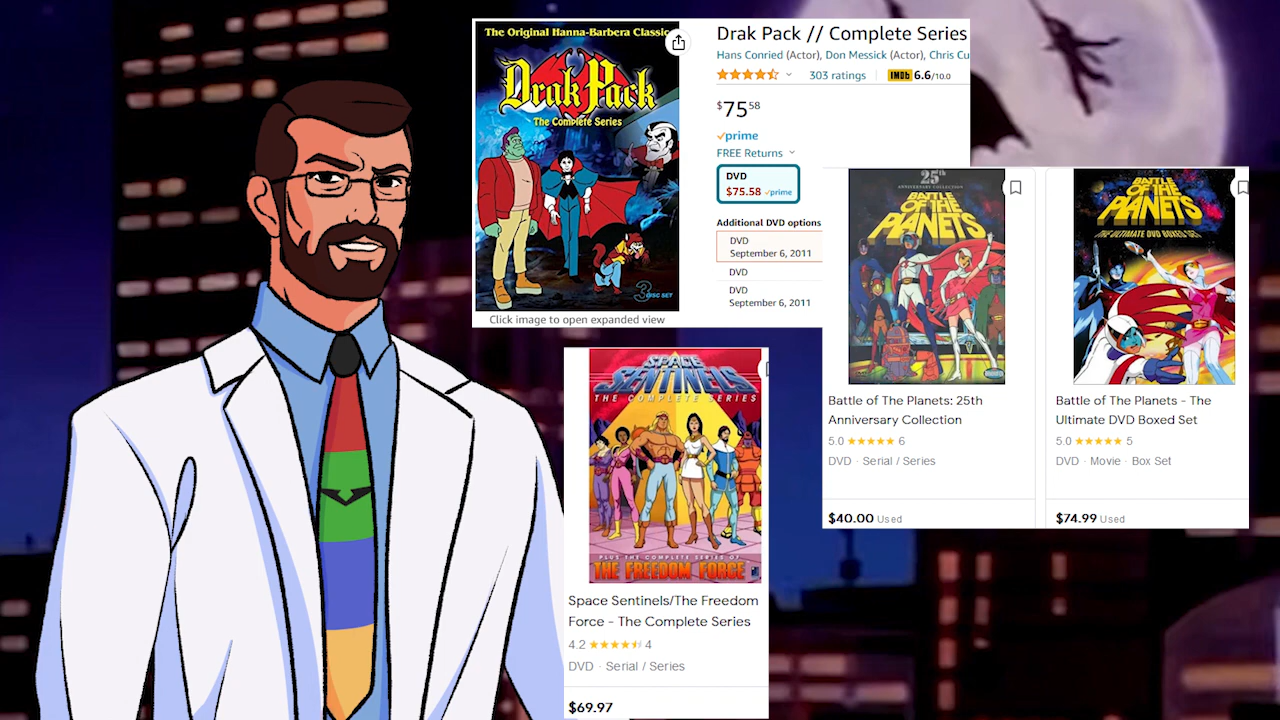 The Original Hanna-Barbera Classic
Drak Pack
The Complete Series
3 DISC SET
Click image to open expanded view
Drak Pack // Complete Series
Hans Conried (Actor), Don Messick (Actor), Chris Cu
303 ratings
IMDb 6.6/10.0
$75.58
prime
FREE Returns
DVD
$75.58 prime
Additional DVD options
DVD
September 6, 2011
DVD
DVD
September 6, 2011
25th
ANNIVERSARY COLLECTION
BATTLE
OF THE
PLANETS
Battle of The Planets: 25th
Anniversary Collection
5.0 6
DVD · Serial / Series
$40.00 Used
BATTLE
OF THE
PLANETS
THE ULTIMATE DVD BOXED SET
Battle of The Planets - The
Ultimate DVD Boxed Set
5.0 5
DVD · Movie · Box Set
$74.99 Used
SPACE
SENTINELS
THE COMPLETE SERIES
PLUS THE COMPLETE SERIES OF
THE FREEDOM FORCE
Space Sentinels/The Freedom
Force - The Complete Series
4.2 4
DVD · Serial / Series
$69.97